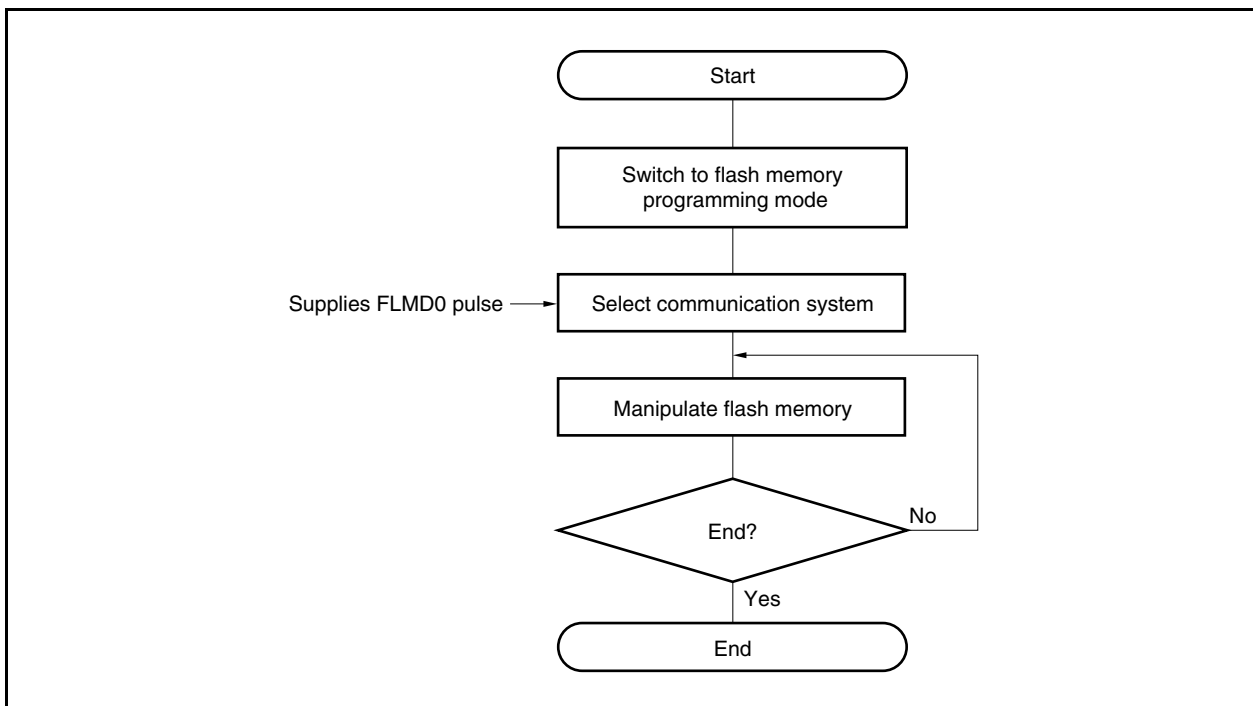 Start
Switch to flash memory
programming mode
Supplies FLMD0 pulse
Select communication system
Manipulate flash memory
No
End?
Yes
End